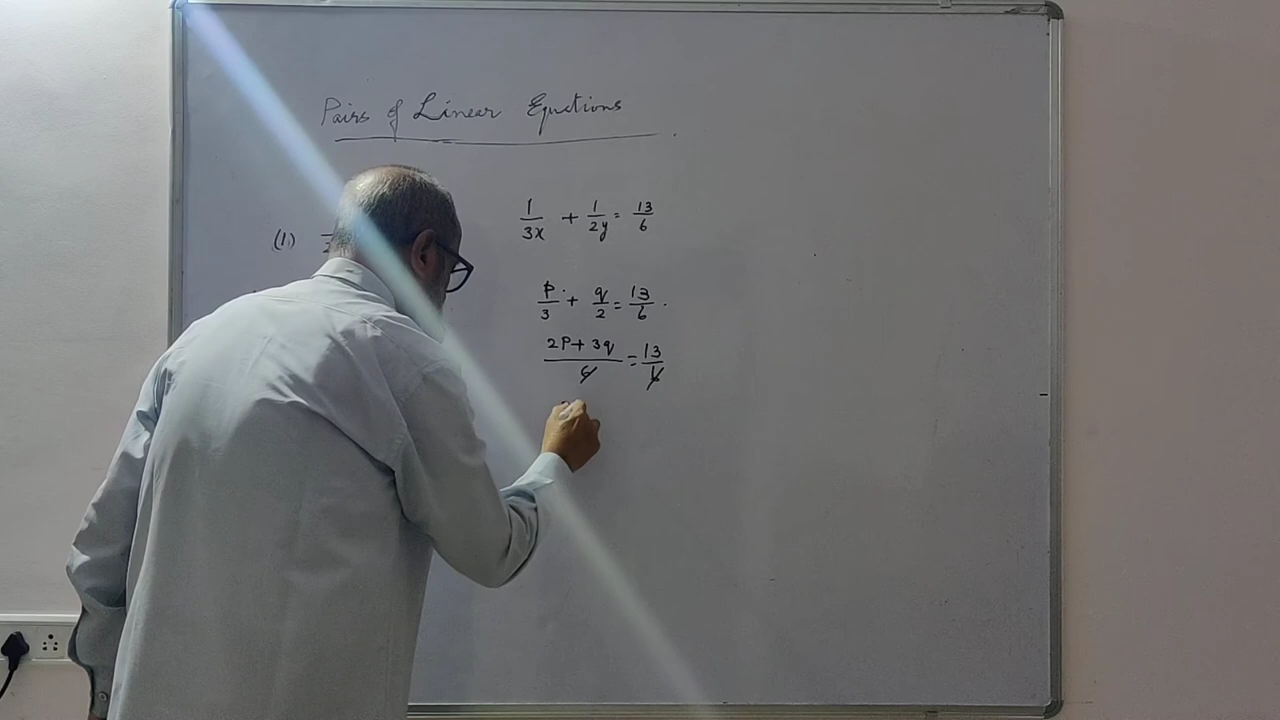 Pairs of Linear Equctions
(1)
1/3x + 1/2y = 13/6
p/3 + q/2 = 13/6
2p + 3q/6 = 13/6